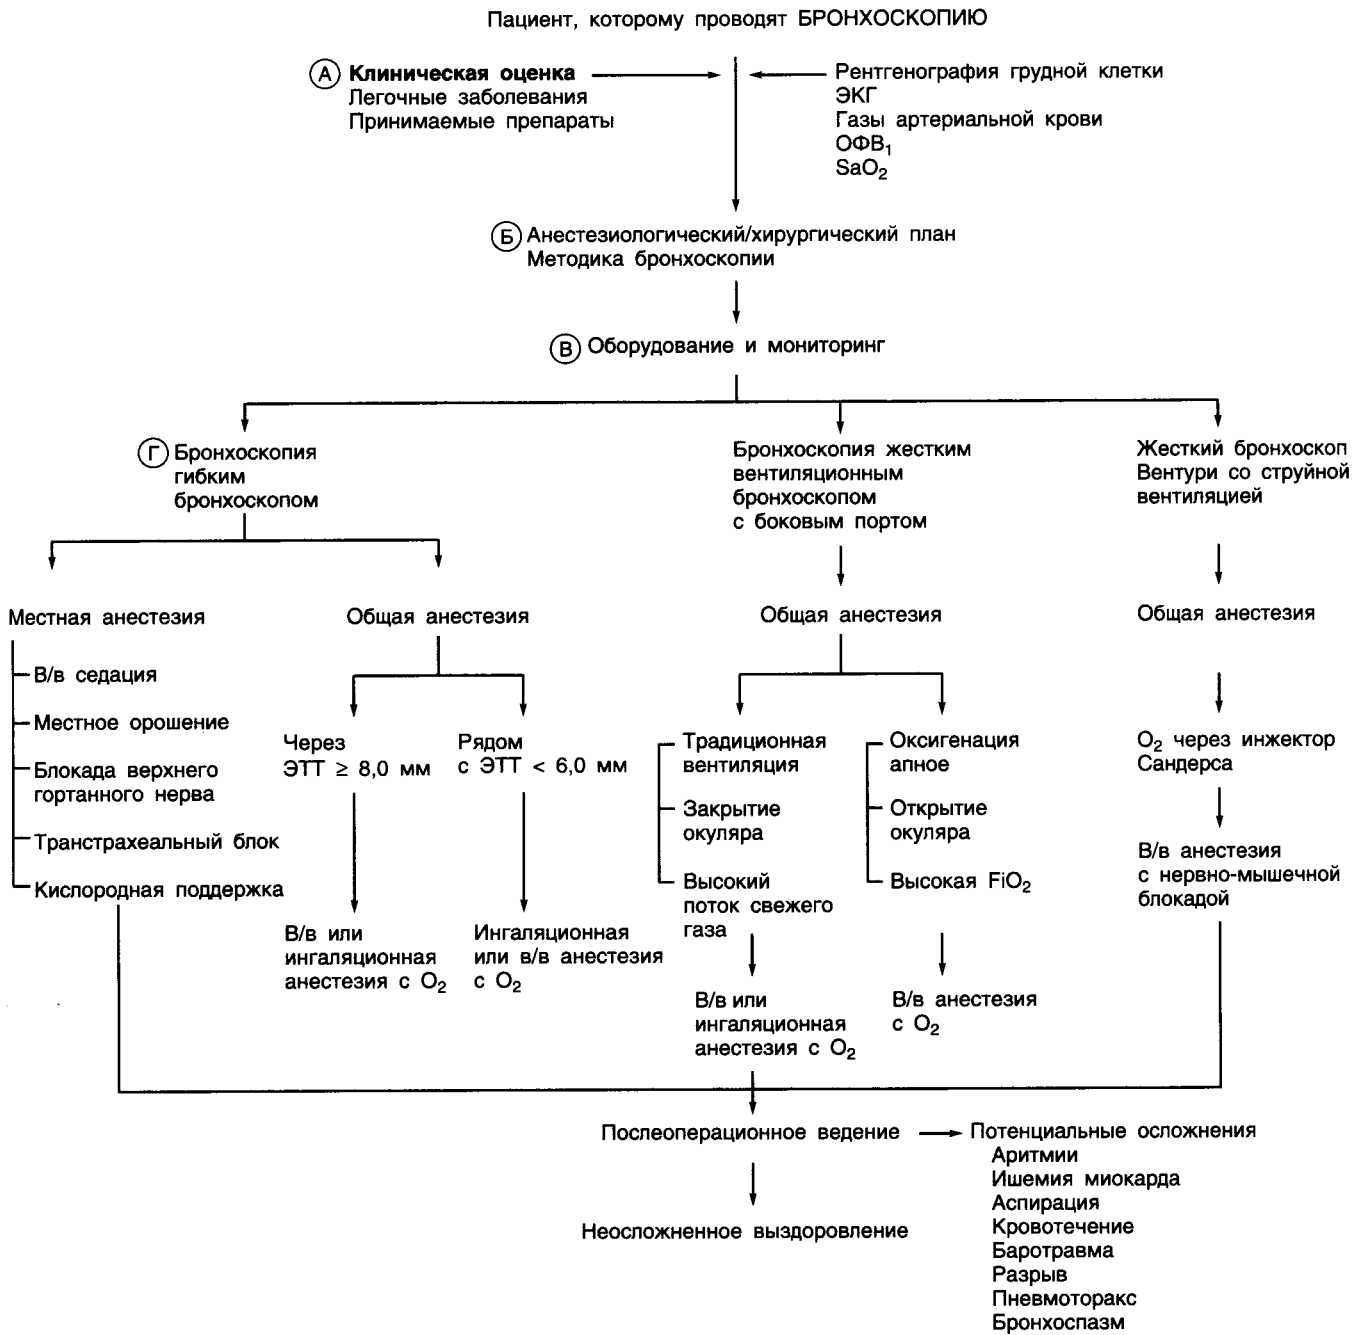 Пациент, которому проводят БРОНХОСКОПИЮ
А Клиническая оценка
Легочные заболевания
Принимаемые препараты
Рентгенография грудной клетки
ЭКГ
Газы артериальной крови
ОФВ₁
SaO₂
Б Анестезиологический/хирургический план
Методика бронхоскопии
В Оборудование и мониторинг
Г Бронхоскопия
гибким
бронхоскопом
Бронхоскопия жестким
вентиляционным
бронхоскопом
с боковым портом
Жесткий бронхоскоп
Вентури со струйной
вентиляцией
Местная анестезия
В/в седация
Местное орошение
Блокада верхнего
гортанного нерва
Транстрахеальный блок
Кислородная поддержка
Общая анестезия
Через
ЭТТ ≥ 8,0 мм
В/в или
ингаляционная
анестезия с O₂
Рядом
с ЭТТ < 6,0 мм
Ингаляционная
или в/в анестезия
с O₂
Общая анестезия
Традиционная
вентиляция
Закрытие
окуляра
Высокий
поток свежего
газа
В/в или
ингаляционная
анестезия с O₂
Оксигенация
апное
Открытие
окуляра
Высокая FiO₂
В/в анестезия
с O₂
Общая анестезия
O₂ через инжектор
Сандерса
В/в анестезия
с нервно-мышечной
блокадой
Послеоперационное ведение
Потенциальные осложнения
Аритмии
Ишемия миокарда
Аспирация
Кровотечение
Баротравма
Разрыв
Пневмоторакс
Бронхоспазм
Неосложненное выздоровление